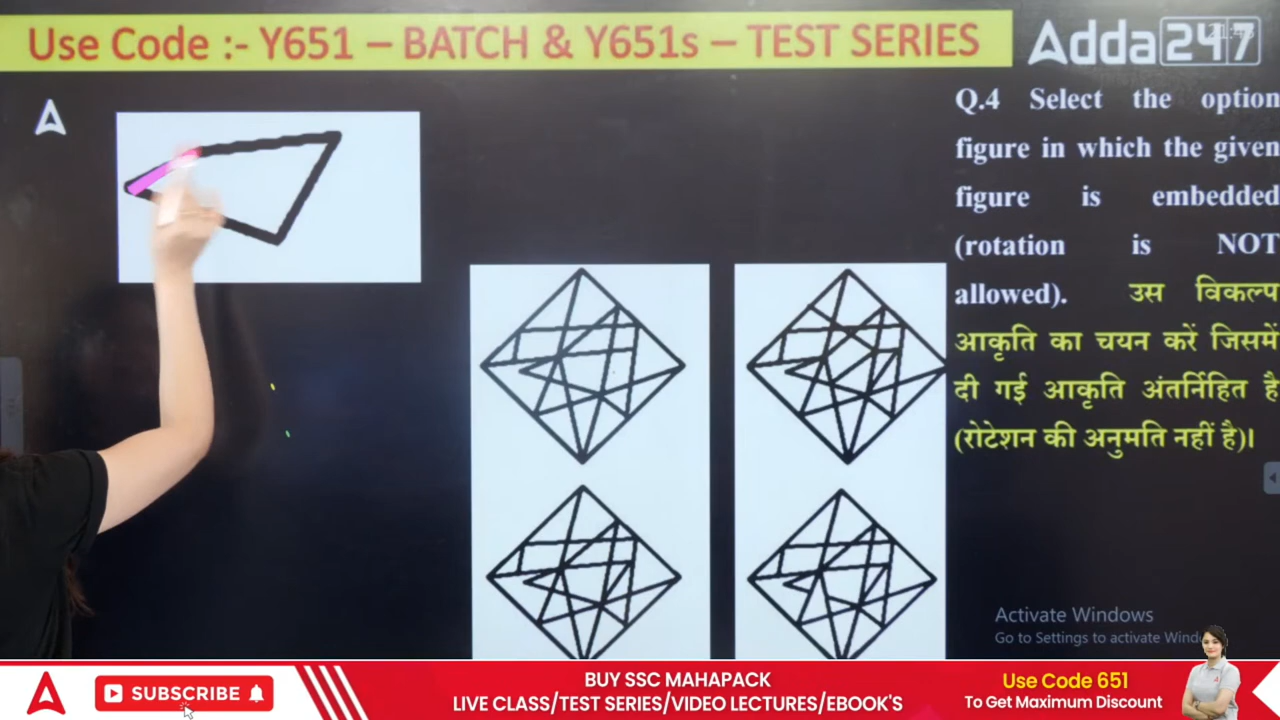 Use Code :- Y651 – BATCH & Y651s – TEST SERIES
Adda247
Q.4 Select the option
figure in which the given
figure is embedded
(rotation is NOT
allowed). उस विकल्प
आकृति का चयन करें जिसमें
दी गई आकृति अंतर्निहित है
(रोटेशन की अनुमति नहीं है)।
Activate Windows
Go to Settings to activate
SUBSCRIBE
BUY SSC MAHAPACK
LIVE CLASS/TEST SERIES/VIDEO LECTURES/EBOOK'S
Use Code 651
To Get Maximum Discount